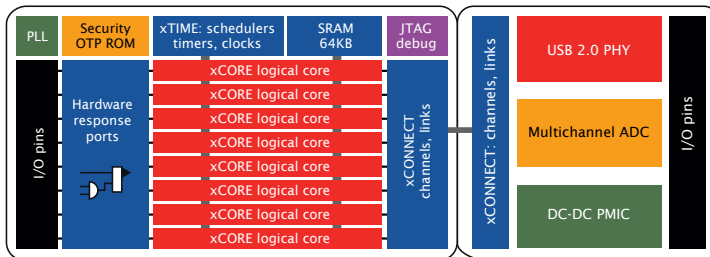 PLL
Security
OTP ROM
xTIME: schedulers
timers, clocks
SRAM
64KB
JTAG
debug
I/O pins
Hardware
response
ports
xCORE logical core
xCORE logical core
xCORE logical core
xCORE logical core
xCORE logical core
xCORE logical core
xCORE logical core
xCORE logical core
xCONNECT
channels, links
xCONNECT: channels, links
USB 2.0 PHY
Multichannel ADC
DC-DC PMIC
I/O pins